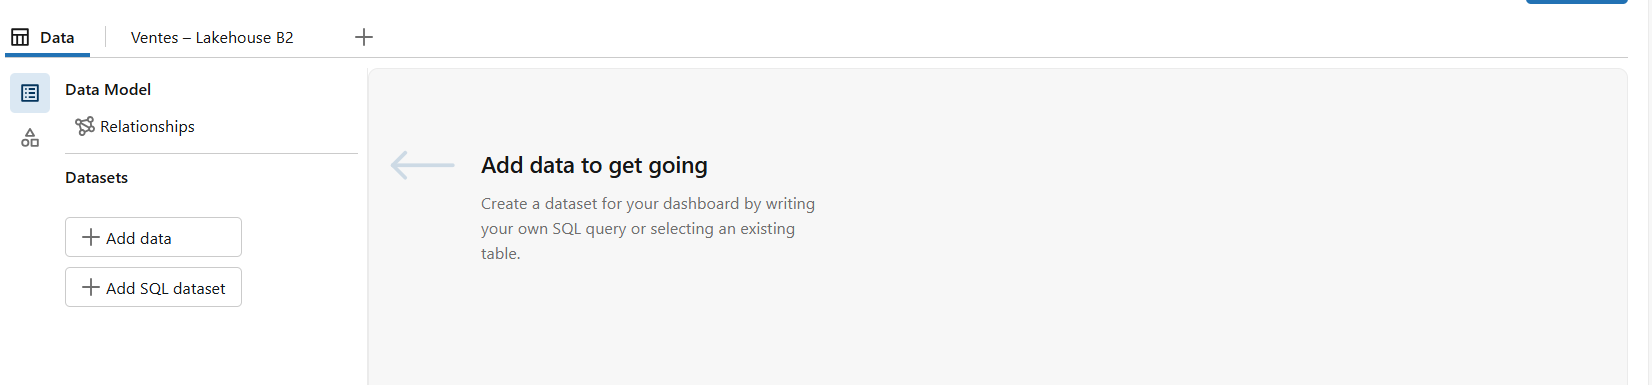 Data
Ventes – Lakehouse B2
Data Model
Relationships
Datasets
Add data
Add SQL dataset
Add data to get going
Create a dataset for your dashboard by writing
your own SQL query or selecting an existing
table.